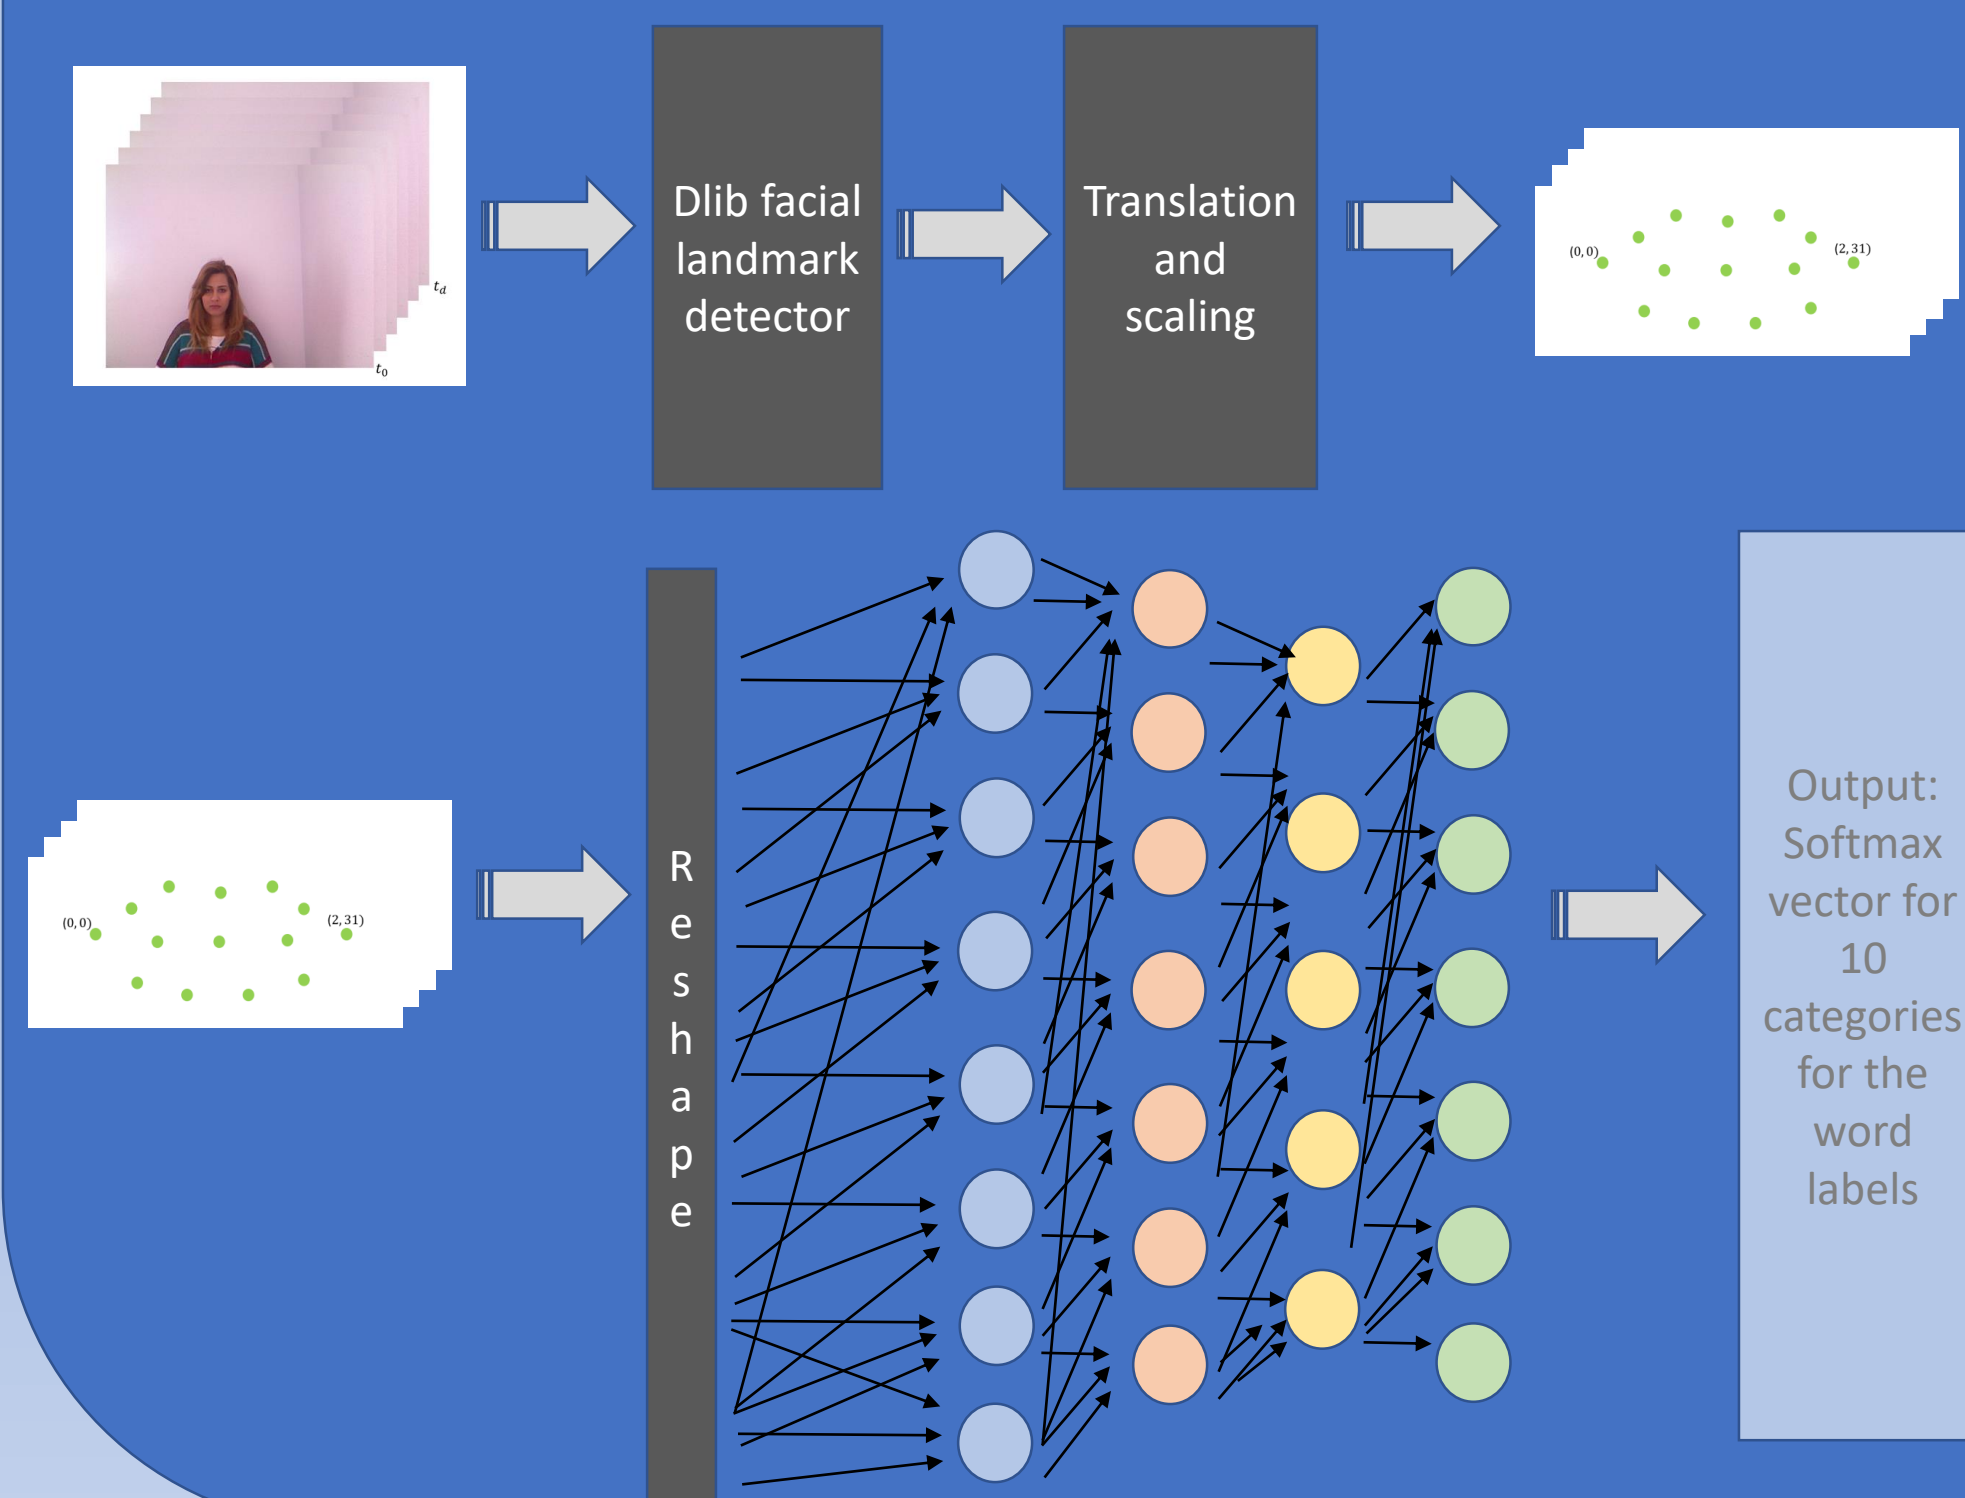 t_d
t_0
Dlib facial
landmark
detector
Translation
and
scaling
(0, 0)
(2, 31)
(0, 0)
(2, 31)
R
e
s
h
a
p
e
Output:
Softmax
vector for
10
categories
for the
word
labels